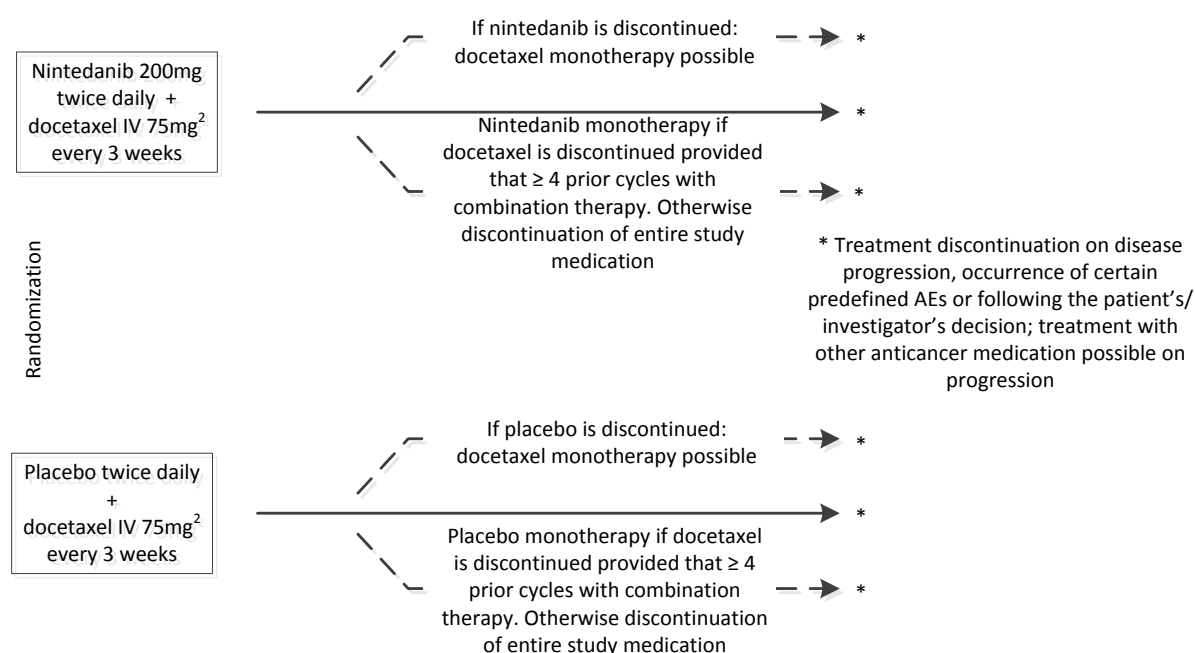 If nintedanib is discontinued:
docetaxel monotherapy possible
*
Nintedanib 200mg
twice daily +
docetaxel IV 75mg²
every 3 weeks
*
Nintedanib monotherapy if
docetaxel is discontinued provided
that ≥ 4 prior cycles with
combination therapy. Otherwise
discontinuation of entire study
medication
*
* Treatment discontinuation on disease
progression, occurrence of certain
predefined AEs or following the patient’s/
investigator’s decision; treatment with
other anticancer medication possible on
progression
Randomization
If placebo is discontinued:
docetaxel monotherapy possible
*
Placebo twice daily
+
docetaxel IV 75mg²
every 3 weeks
*
Placebo monotherapy if docetaxel
is discontinued provided that ≥ 4
prior cycles with combination
therapy. Otherwise discontinuation
of entire study medication
*